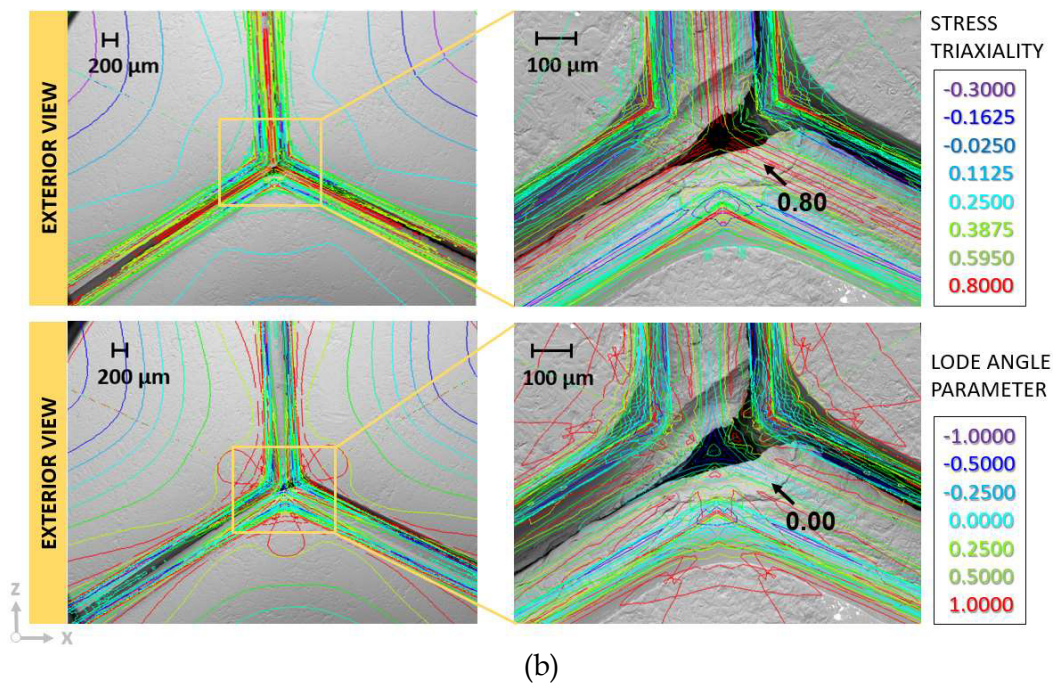 EXTERIOR VIEW
200 µm
100 µm
0.80
STRESS
TRIAXIALITY
-0.3000
-0.1625
-0.0250
0.1125
0.2500
0.3875
0.5950
0.8000
EXTERIOR VIEW
200 µm
100 µm
0.00
LODE ANGLE
PARAMETER
-1.0000
-0.5000
-0.2500
0.0000
0.2500
0.5000
1.0000
Z
X
(b)